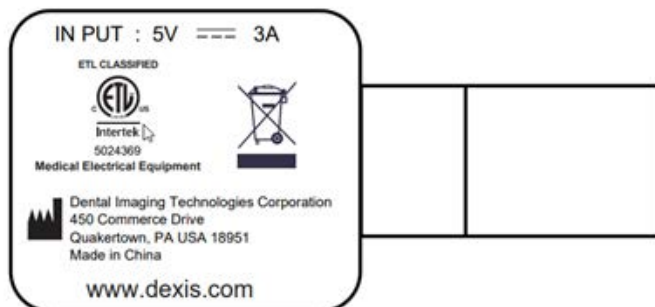 IN PUT : 5V 3A
ETL CLASSIFIED
C ETL US
Intertek
5024369
Medical Electrical Equipment
Dental Imaging Technologies Corporation
450 Commerce Drive
Quakertown, PA USA 18951
Made in China
www.dexis.com